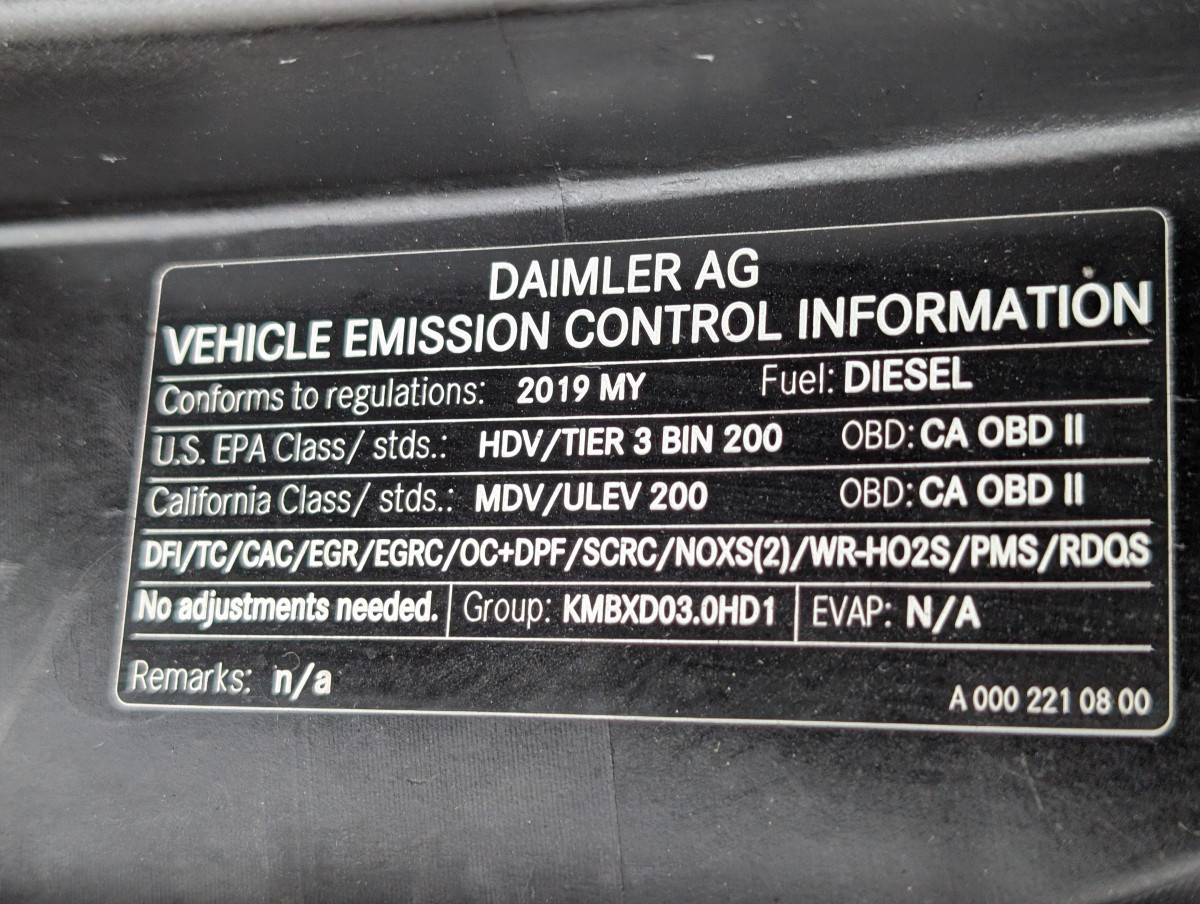 DAIMLER AG
VEHICLE EMISSION CONTROL INFORMATION
Conforms to regulations: 2019 MY Fuel: DIESEL
U.S. EPA Class/ stds.: HDV/TIER 3 BIN 200 OBD: CA OBD II
California Class/ stds.: MDV/ULEV 200 OBD: CA OBD II
DFI/TC/CAC/EGR/EGRC/OC+DPF/SCRC/NOXS(2)/WR-HO2S/PMS/RDQS
No adjustments needed. Group: KMBXD03.0HD1 EVAP: N/A
Remarks: n/a
A 000 221 08 00